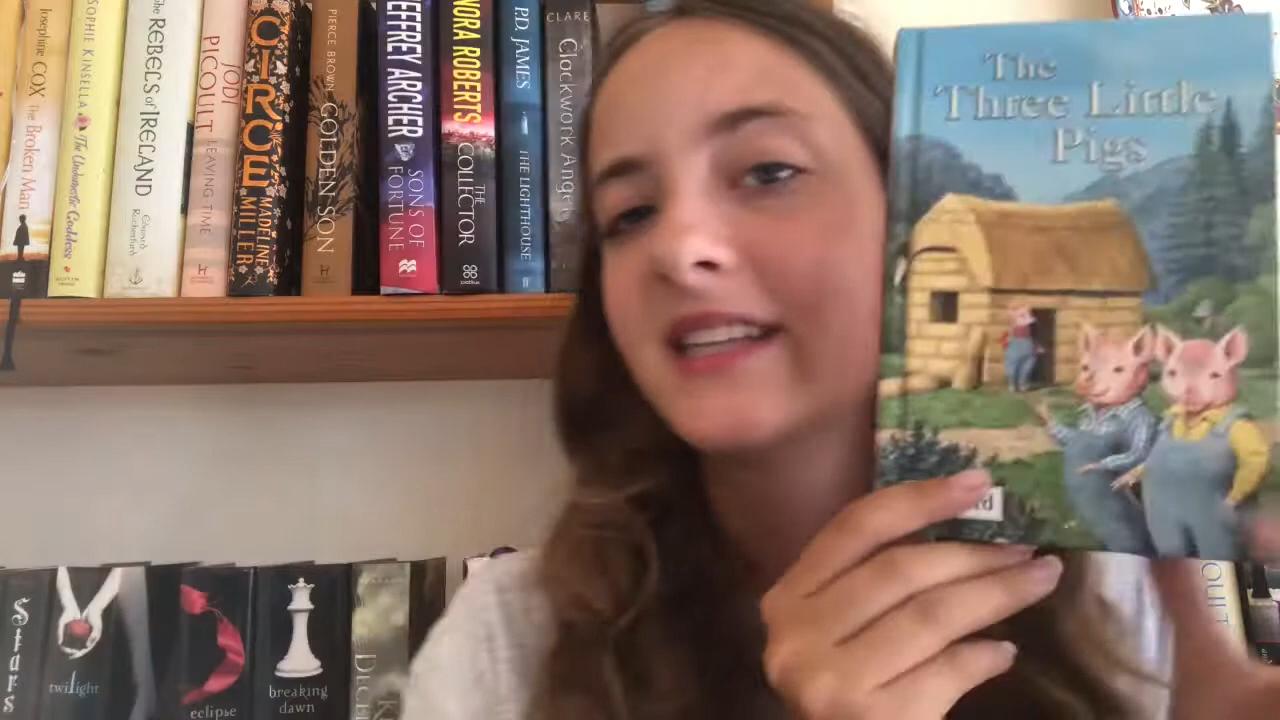 Josephine COX The Broken Man
SOPHIE KINSELLA The Undomestic Goddess
The REBELS of IRELAND Edward Rutherfurd
JODI PICOULT LEAVING TIME
CIRCE MADELINE MILLER
PIERCE BROWN GOLDEN SON
JEFFREY ARCHER SONS OF FORTUNE
NORA ROBERTS THE COLLECTOR
P.D. JAMES THE LIGHTHOUSE
CLARE Clockwork Angel
The
Three Little
Pigs
twilight
eclipse
breaking
dawn